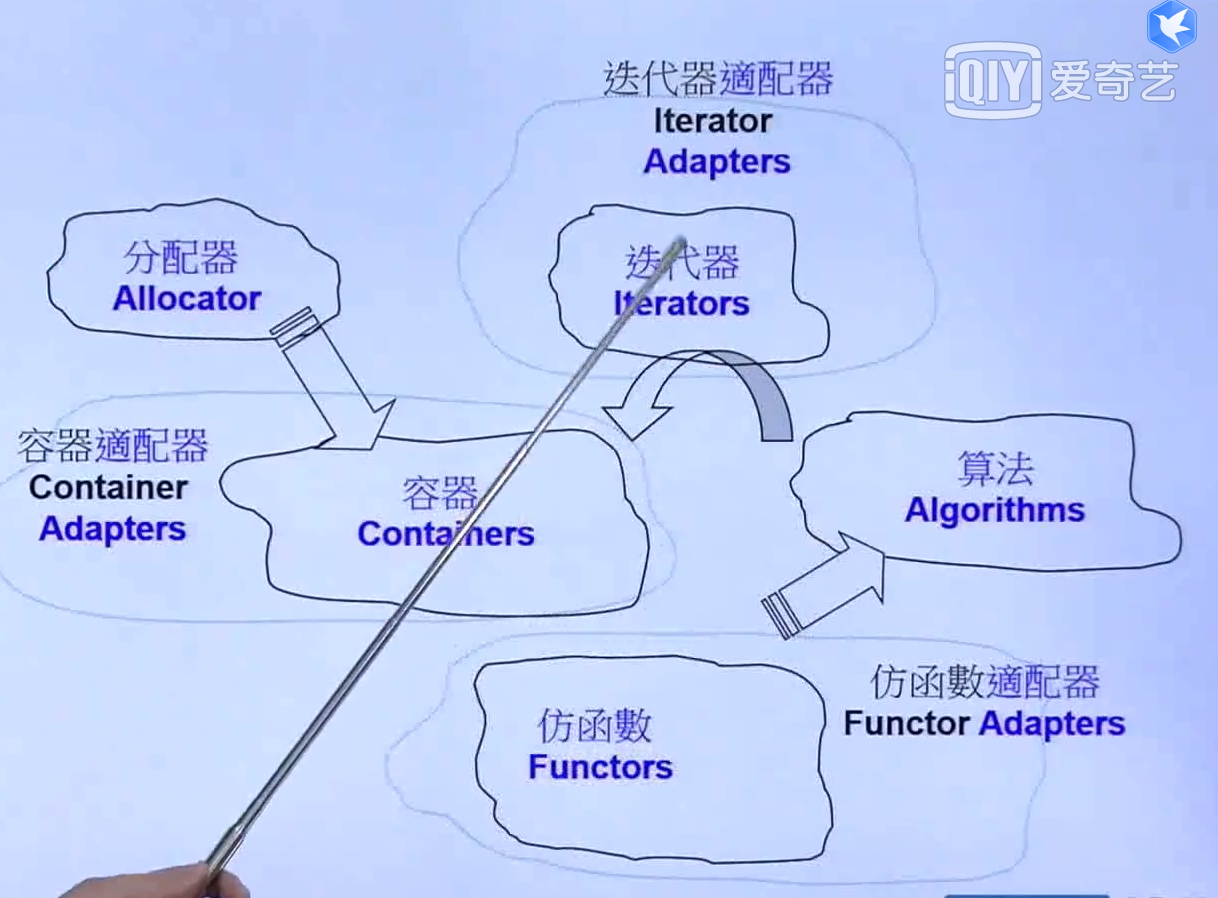 iQIY 爱奇艺
迭代器適配器
Iterator
Adapters
分配器
Allocator
迭代器
Iterators
容器適配器
Container
Adapters
容器
Containers
算法
Algorithms
仿函數
Functors
仿函數適配器
Functor Adapters